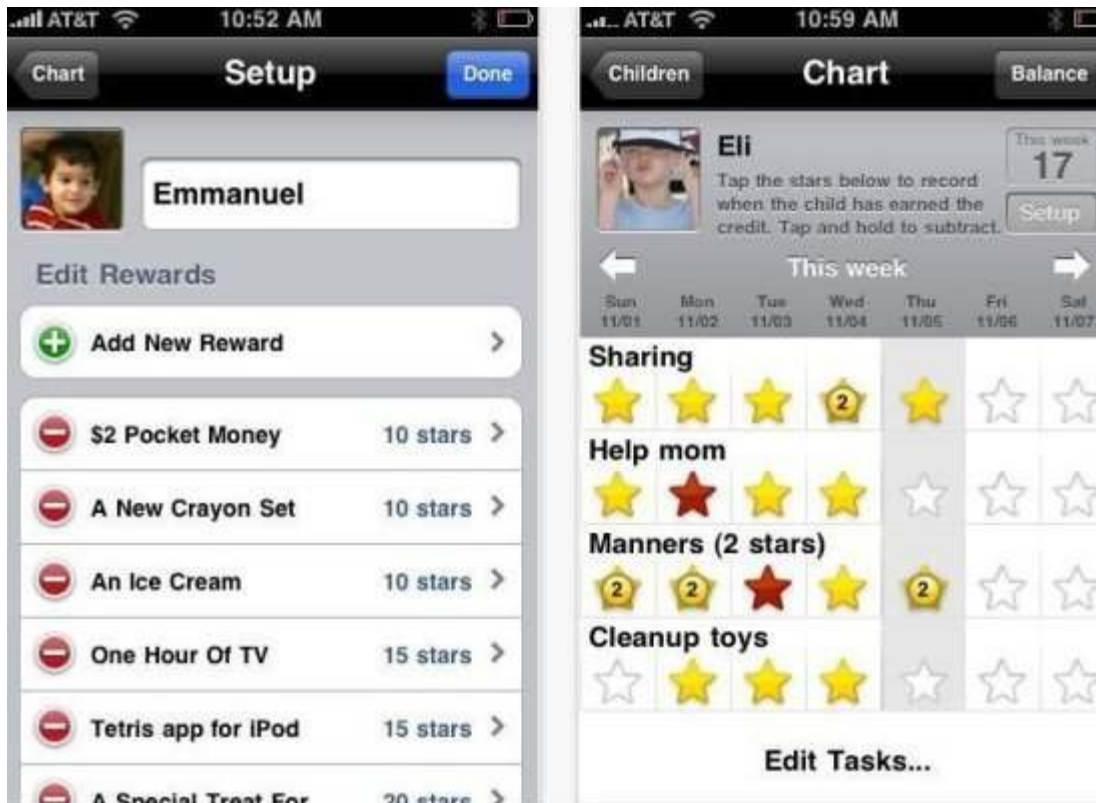 AT&T 10:52 AM
Chart Setup Done
Emmanuel
Edit Rewards
Add New Reward
$2 Pocket Money 10 stars
A New Crayon Set 10 stars
An Ice Cream 10 stars
One Hour Of TV 15 stars
Tetris app for iPod 15 stars
A Special Treat For 20 stars
AT&T 10:59 AM
Children Chart Balance
Eli
Tap the stars below to record
when the child has earned the
credit. Tap and hold to subtract.
This week
17
Setup
This week
Sun Mon Tue Wed Thu Fri Sat
11/01 11/02 11/03 11/04 11/05 11/06 11/07
Sharing
2
Help mom
Manners (2 stars)
2 2 2
Cleanup toys
Edit Tasks...